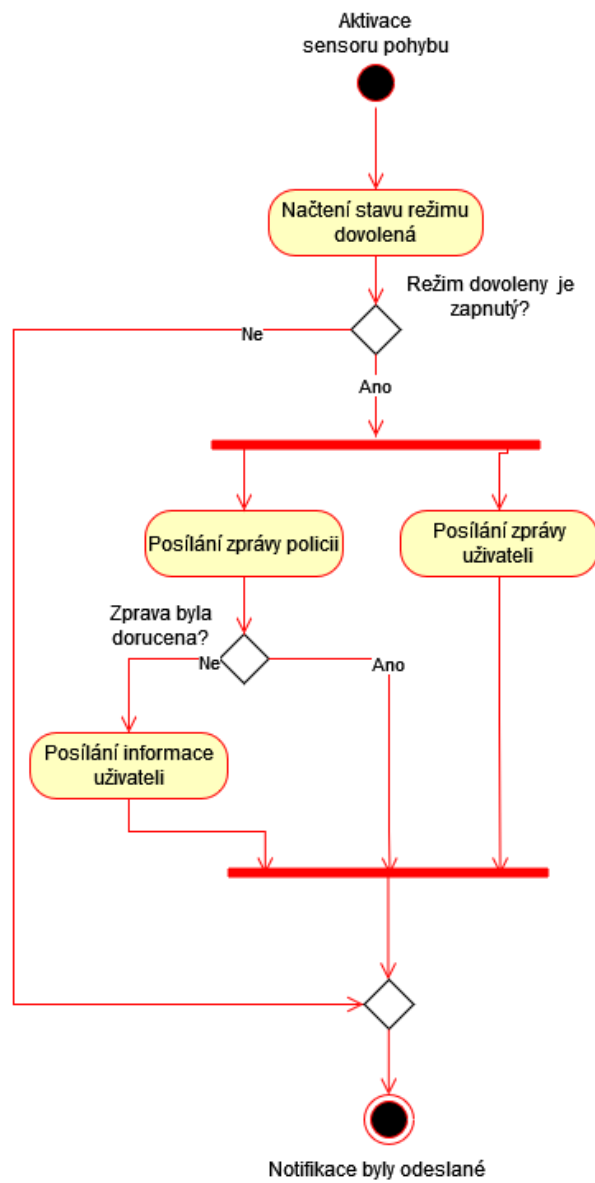 Aktivace
sensoru pohybu
Načtení stavu režimu
dovolená
Režim dovoleny je
zapnutý?
Ne
Ano
Posílání zprávy policii
Posílání zprávy
uživateli
Zprava byla
dorucena?
Ne
Ano
Posílání informace
uživateli
Notifikace byly odeslané